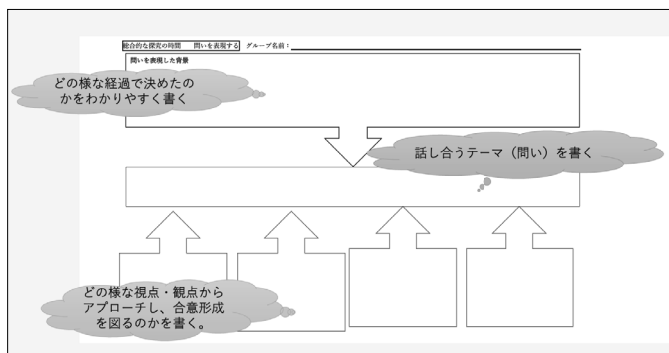 総合的な探究の時間　　問いを表現する　グループ名前：
問いを表現した背景
どの様な経過で決めたの
かをわかりやすく書く
話し合うテーマ（問い）を書く
どの様な視点・観点から
アプローチし、合意形成
を図るのかを書く。